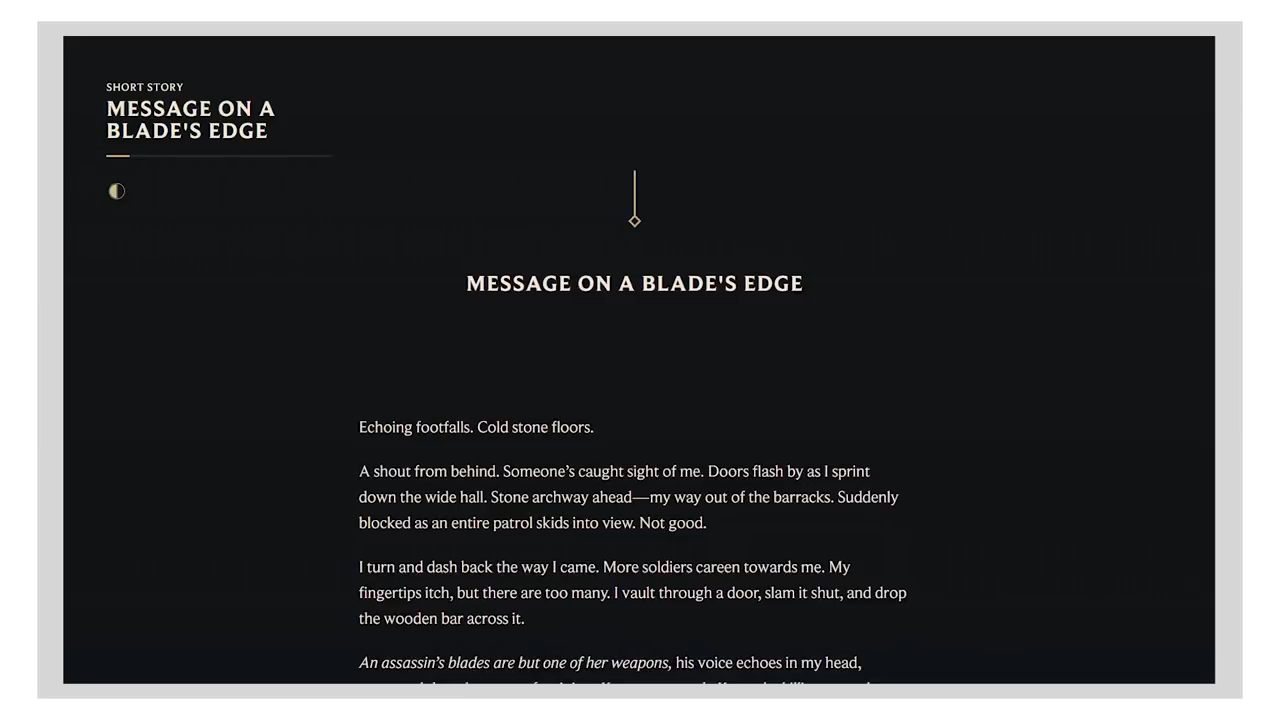 SHORT STORY
MESSAGE ON A
BLADE'S EDGE
MESSAGE ON A BLADE'S EDGE
Echoing footfalls. Cold stone floors.
A shout from behind. Someone’s caught sight of me. Doors flash by as I sprint
down the wide hall. Stone archway ahead—my way out of the barracks. Suddenly
blocked as an entire patrol skids into view. Not good.
I turn and dash back the way I came. More soldiers careen towards me. My
fingertips itch, but there are too many. I vault through a door, slam it shut, and drop
the wooden bar across it.
An assassin’s blades are but one of her weapons, his voice echoes in my head,